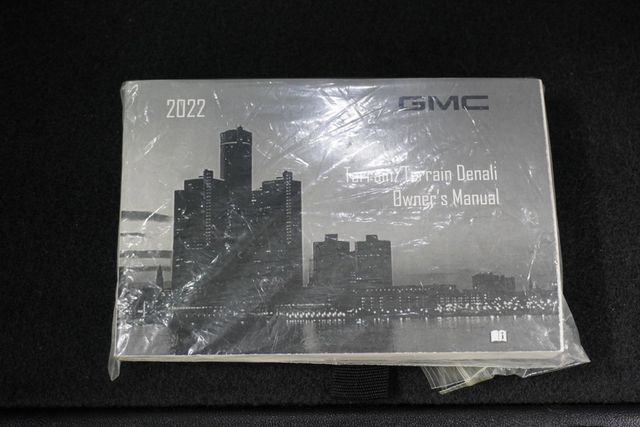 2022
GMC
Terrain/Terrain Denali
Owner's Manual